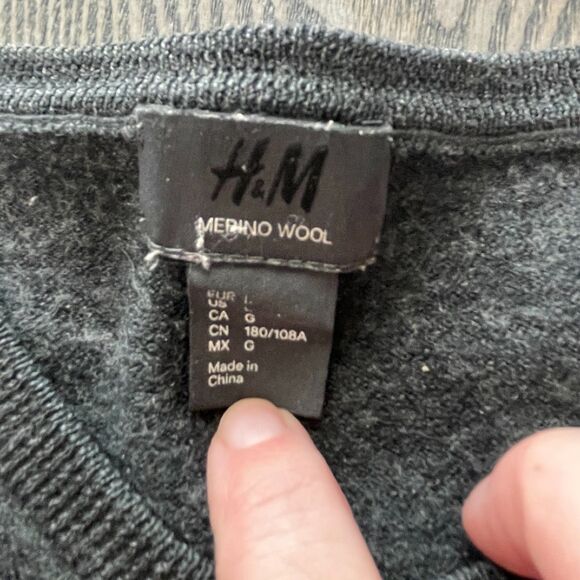 H&M
MERINO WOOL
EUR L
US
CA G
CN 180/108A
MX G
Made in
China